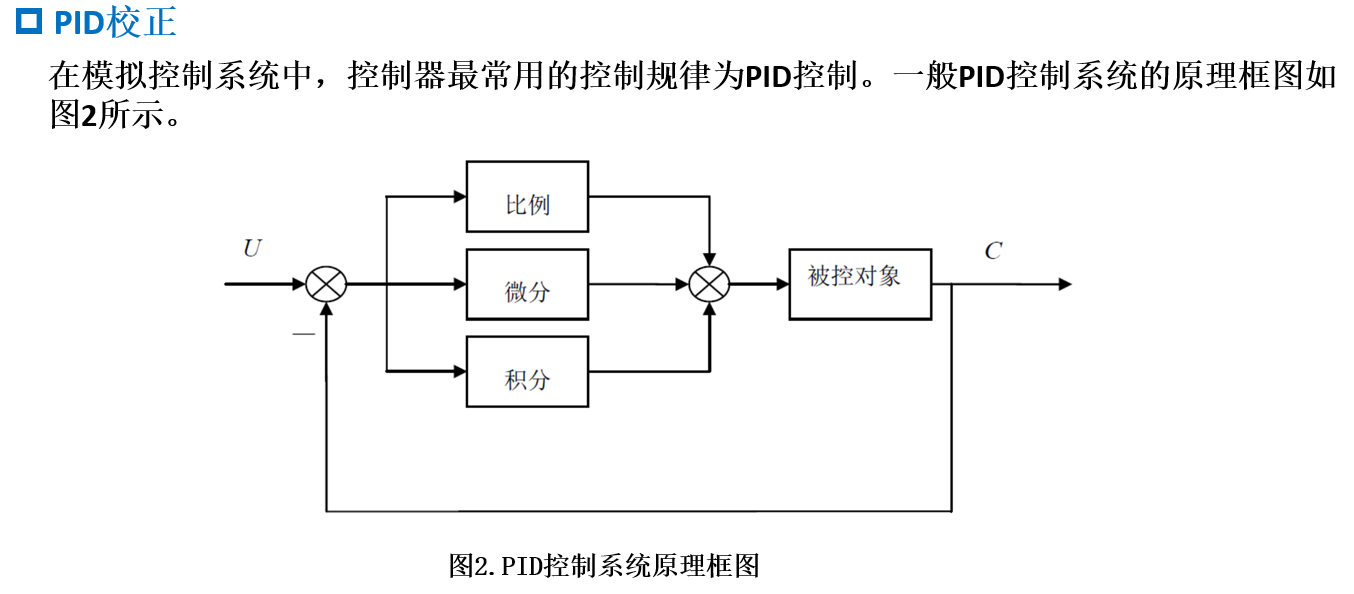 PID校正
在模拟控制系统中，控制器最常用的控制规律为PID控制。一般PID控制系统的原理框图如
图2所示。
比例
U
C
微分
被控对象
—
积分
图2.PID控制系统原理框图